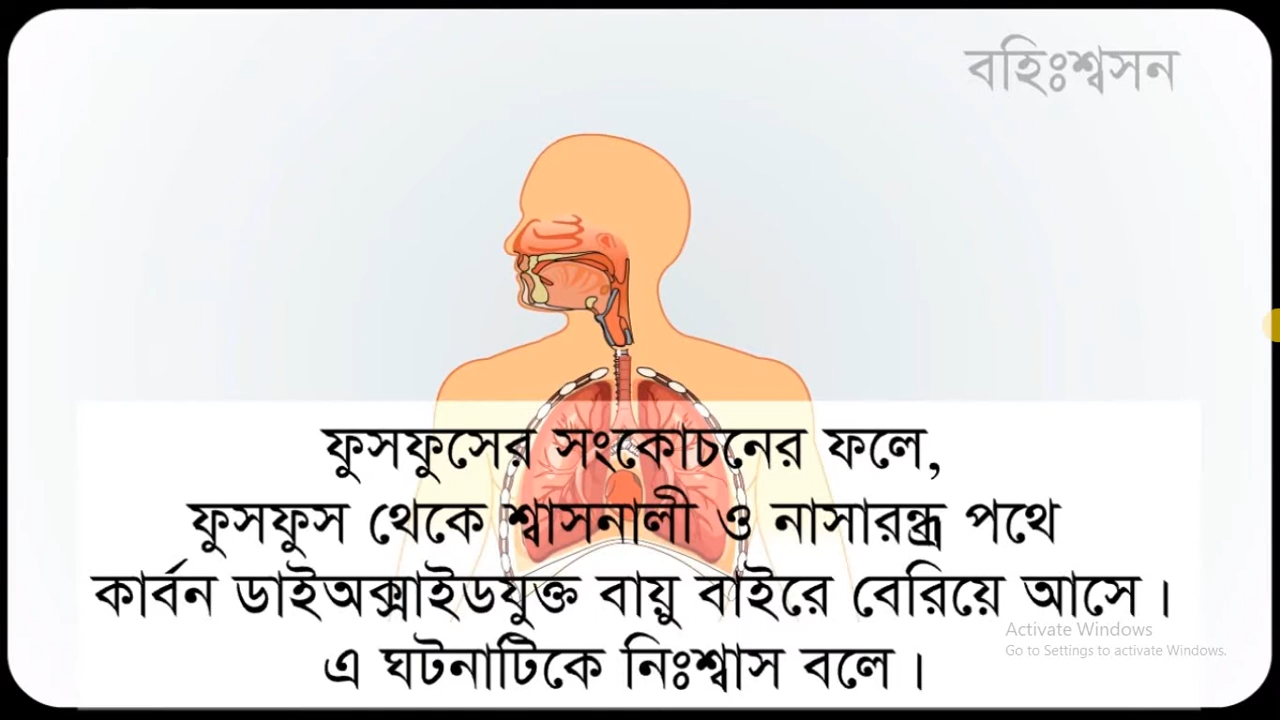 বহিঃশ্বসন
ফুসফুসের সংকোচনের ফলে,
ফুসফুস থেকে শ্বাসনালী ও নাসারন্ধ্র পথে
কার্বন ডাইঅক্সাইডযুক্ত বায়ু বাইরে বেরিয়ে আসে।
Activate Windows
Go to Settings to activate Windows.
এ ঘটনাটিকে নিঃশ্বাস বলে।